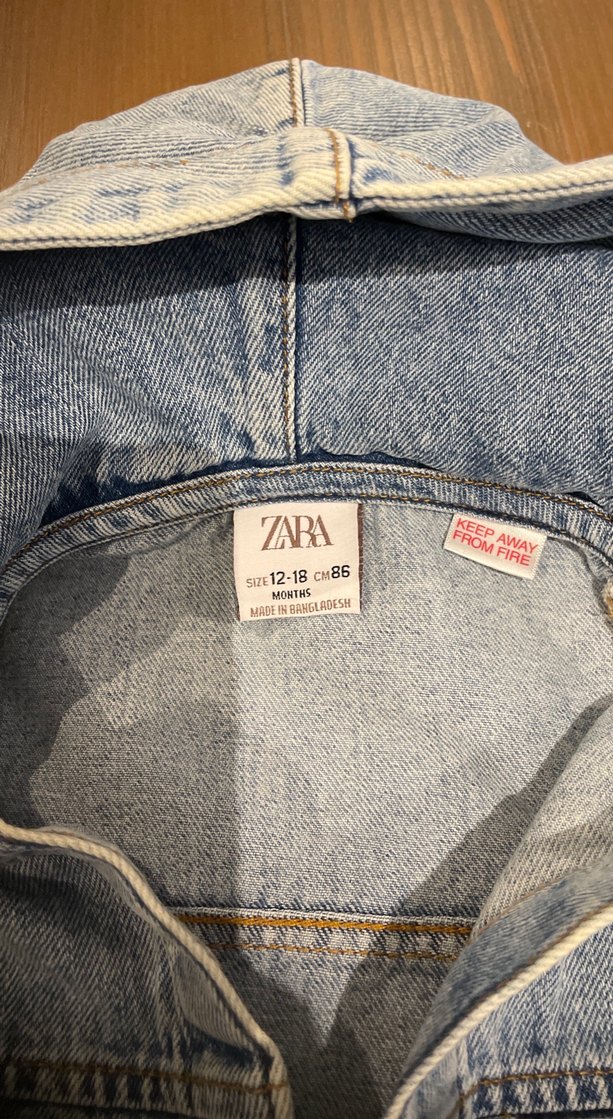 ZARA
SIZE 12-18 CM 86
MONTHS
MADE IN BANGLADESH
KEEP AWAY
FROM FIRE